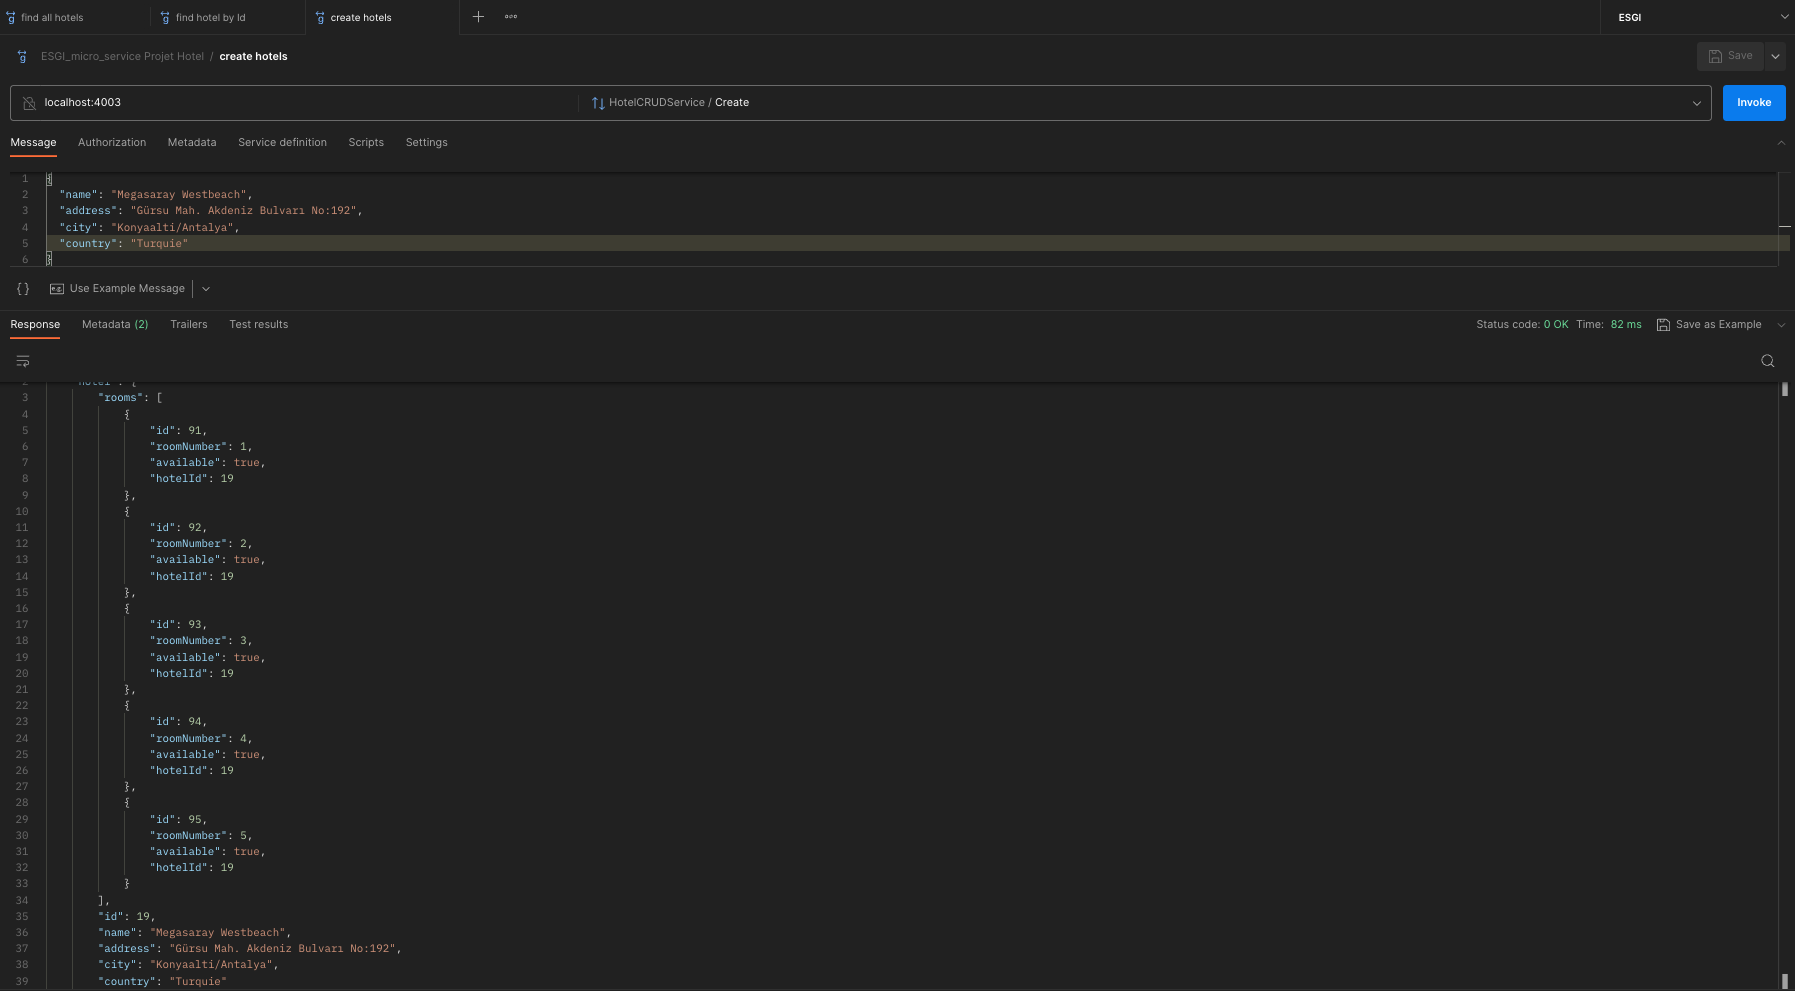 find all hotels
find hotel by Id
create hotels
ESGI
ESGI_micro_service Projet Hotel / create hotels
Save
localhost:4003
HotelCRUDService / Create
Invoke
Message
Authorization
Metadata
Service definition
Scripts
Settings
1 {
2 "name": "Megasaray Westbeach",
3 "address": "Gürsu Mah. Akdeniz Bulvarı No:192",
4 "city": "Konyaalti/Antalya",
5 "country": "Turquie"
6 }
{} Use Example Message
Response
Metadata (2)
Trailers
Test results
Status code: 0 OK Time: 82 ms
Save as Example
2 "hotel": {
3 "rooms": [
4 {
5 "id": 91,
6 "roomNumber": 1,
7 "available": true,
8 "hotelId": 19
9 },
10 {
11 "id": 92,
12 "roomNumber": 2,
13 "available": true,
14 "hotelId": 19
15 },
16 {
17 "id": 93,
18 "roomNumber": 3,
19 "available": true,
20 "hotelId": 19
21 },
22 {
23 "id": 94,
24 "roomNumber": 4,
25 "available": true,
26 "hotelId": 19
27 },
28 {
29 "id": 95,
30 "roomNumber": 5,
31 "available": true,
32 "hotelId": 19
33 }
34 ],
35 "id": 19,
36 "name": "Megasaray Westbeach",
37 "address": "Gürsu Mah. Akdeniz Bulvarı No:192",
38 "city": "Konyaalti/Antalya",
39 "country": "Turquie"